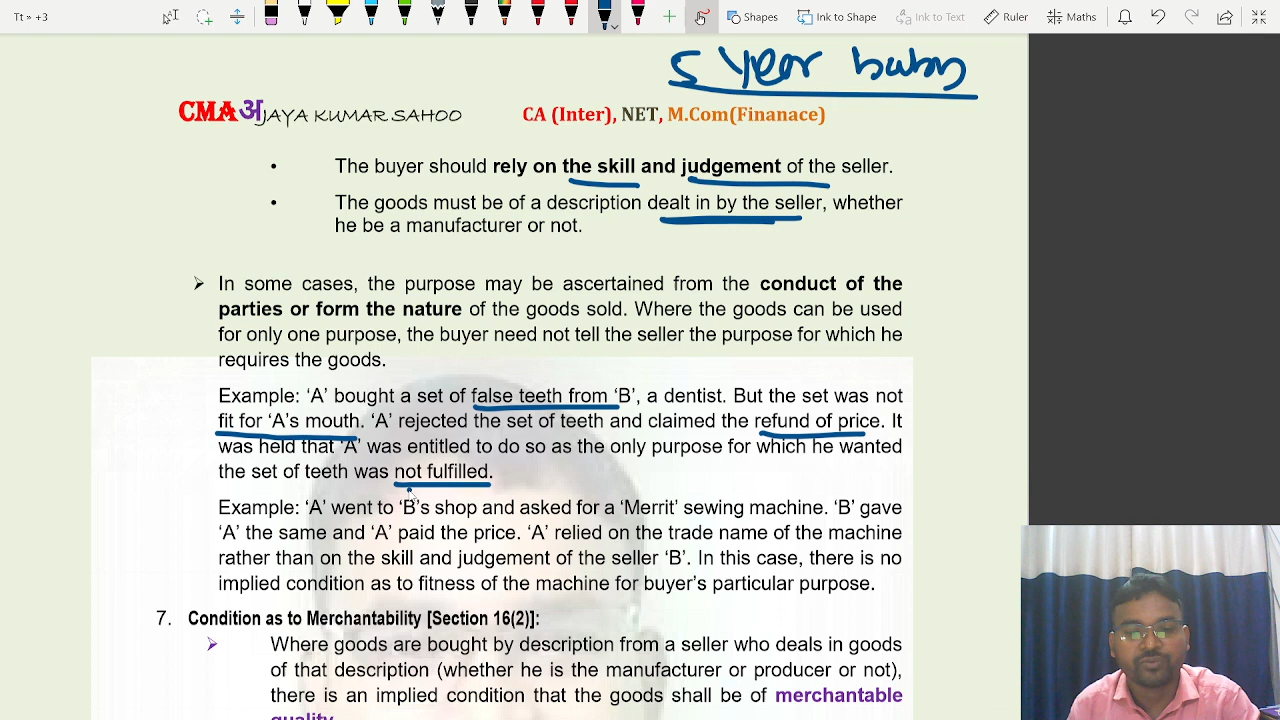 T: S: +3
Shapes Ink to Shape Ink to Text Ruler Maths
5 Year baby
CMA अJAYA KUMAR SAHOO CA (Inter), NET, M.Com(Finanace)
• The buyer should rely on the skill and judgement of the seller.
• The goods must be of a description dealt in by the seller, whether
he be a manufacturer or not.
➢ In some cases, the purpose may be ascertained from the conduct of the
parties or form the nature of the goods sold. Where the goods can be used
for only one purpose, the buyer need not tell the seller the purpose for which he
requires the goods.
Example: ‘A’ bought a set of false teeth from ‘B’, a dentist. But the set was not
fit for ‘A’s mouth. ‘A’ rejected the set of teeth and claimed the refund of price. It
was held that ‘A’ was entitled to do so as the only purpose for which he wanted
the set of teeth was not fulfilled.
Example: ‘A’ went to ‘B’s shop and asked for a ‘Merrit’ sewing machine. ‘B’ gave
‘A’ the same and ‘A’ paid the price. ‘A’ relied on the trade name of the machine
rather than on the skill and judgement of the seller ‘B’. In this case, there is no
implied condition as to fitness of the machine for buyer’s particular purpose.
7. Condition as to Merchantability [Section 16(2)]:
➢ Where goods are bought by description from a seller who deals in goods
of that description (whether he is the manufacturer or producer or not),
there is an implied condition that the goods shall be of merchantable
quality